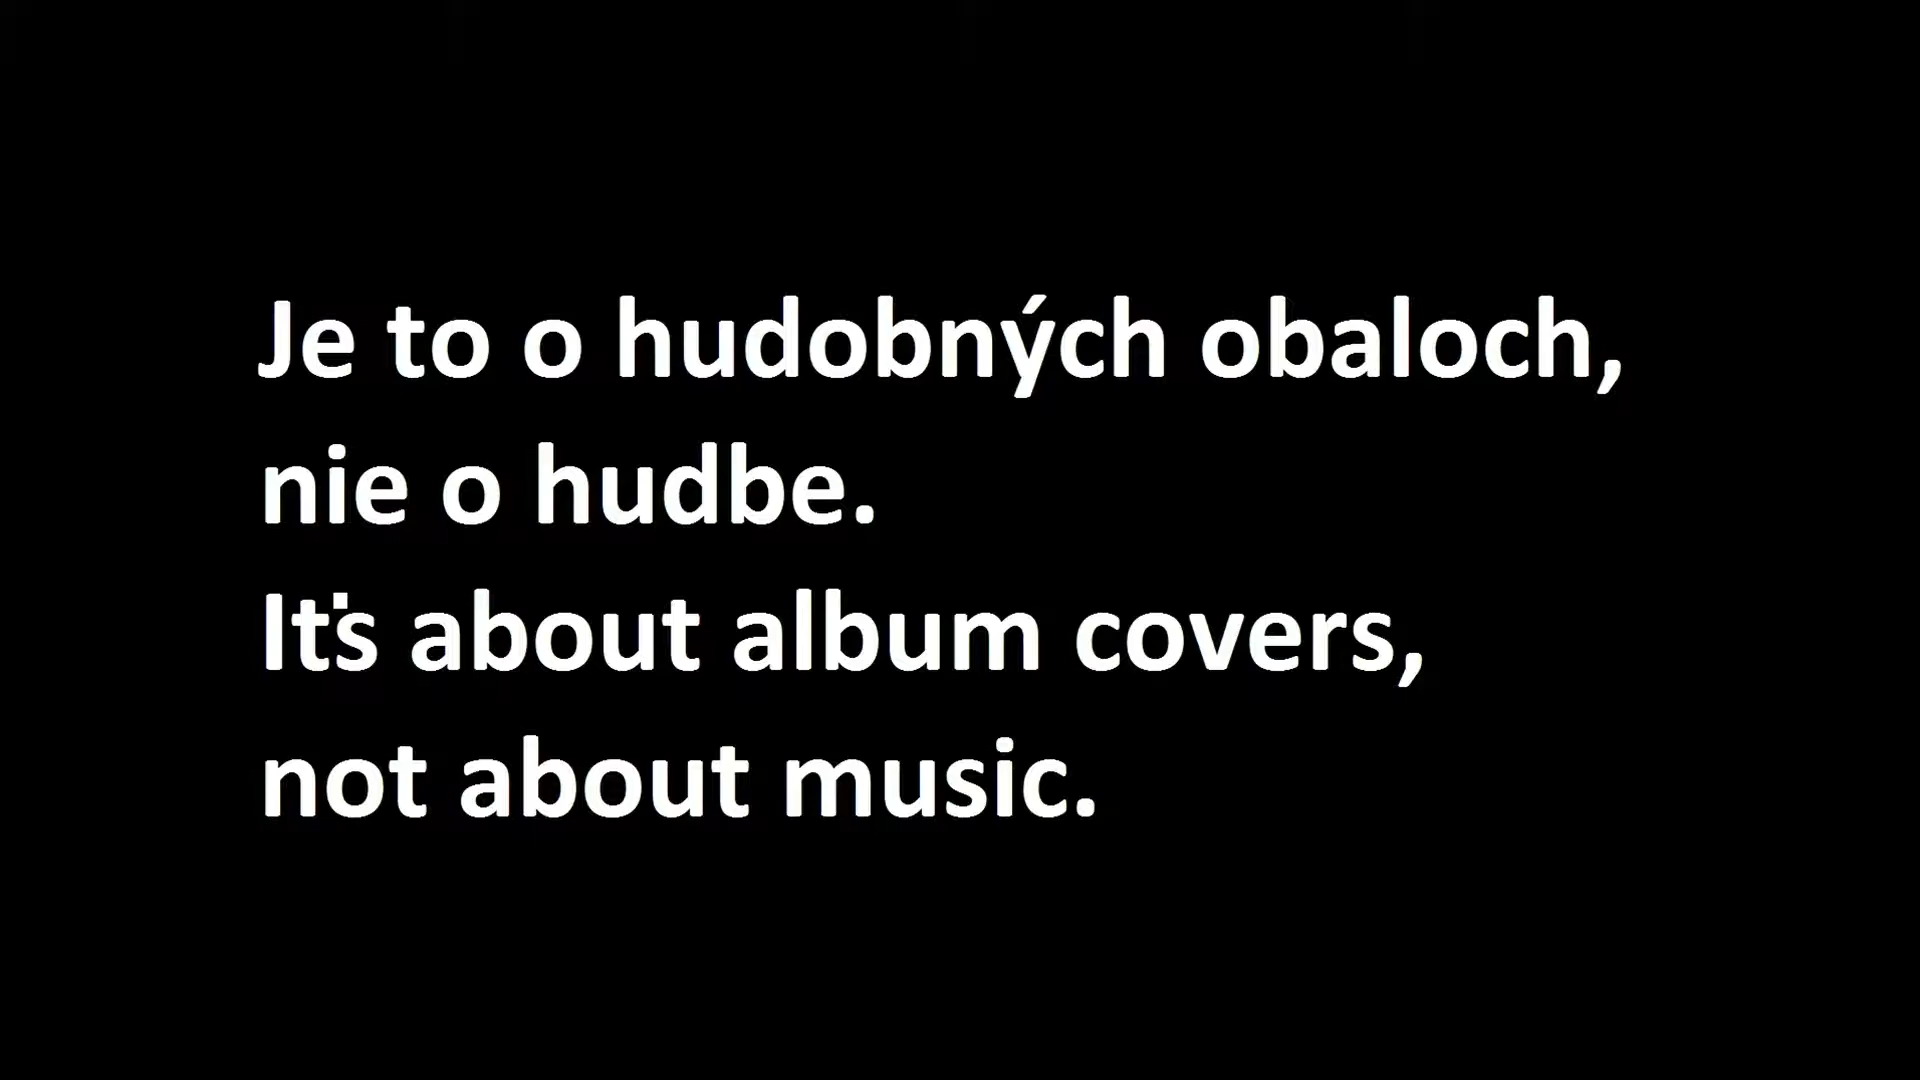 Je to o hudobných obaloch,
nie o hudbe.
It˙s about album covers,
not about music.